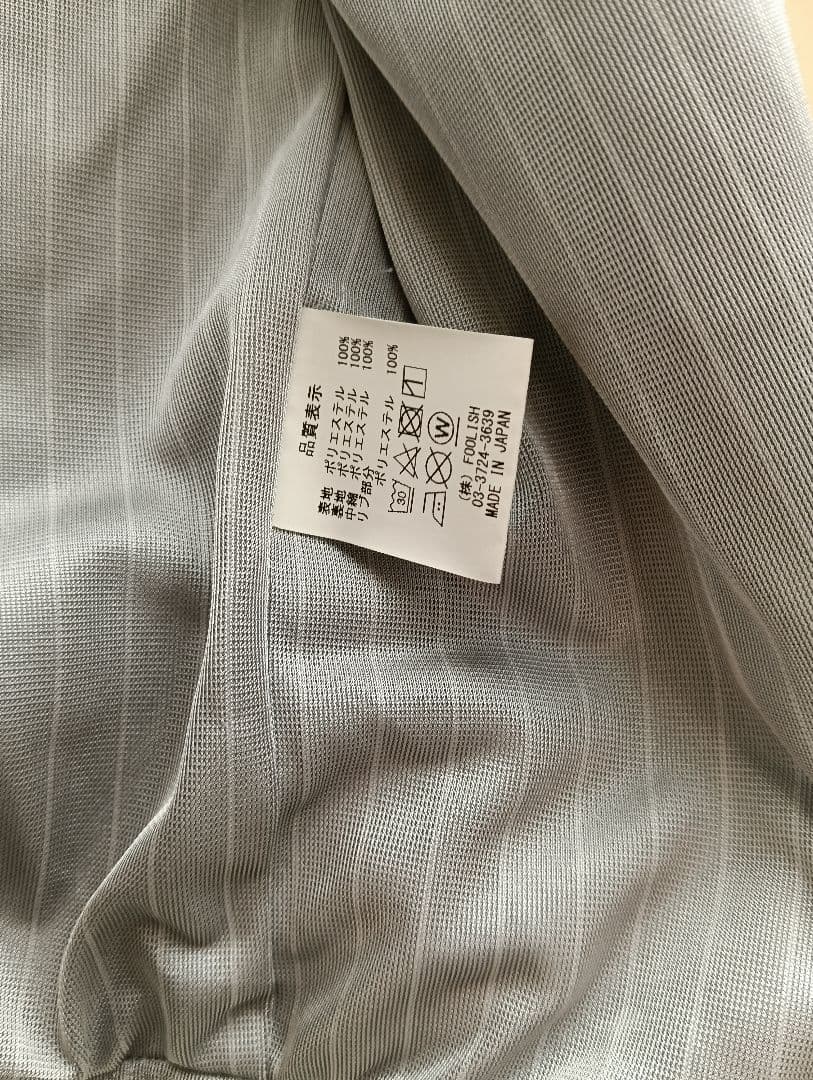 品質表示
表地 ポリエステル 100%
裏地 ポリエステル 100%
中綿 ポリエステル 100%
リブ部分
ポリエステル 100%
30
W
(株) FOOLISH
03-3724-3639
MADE IN JAPAN